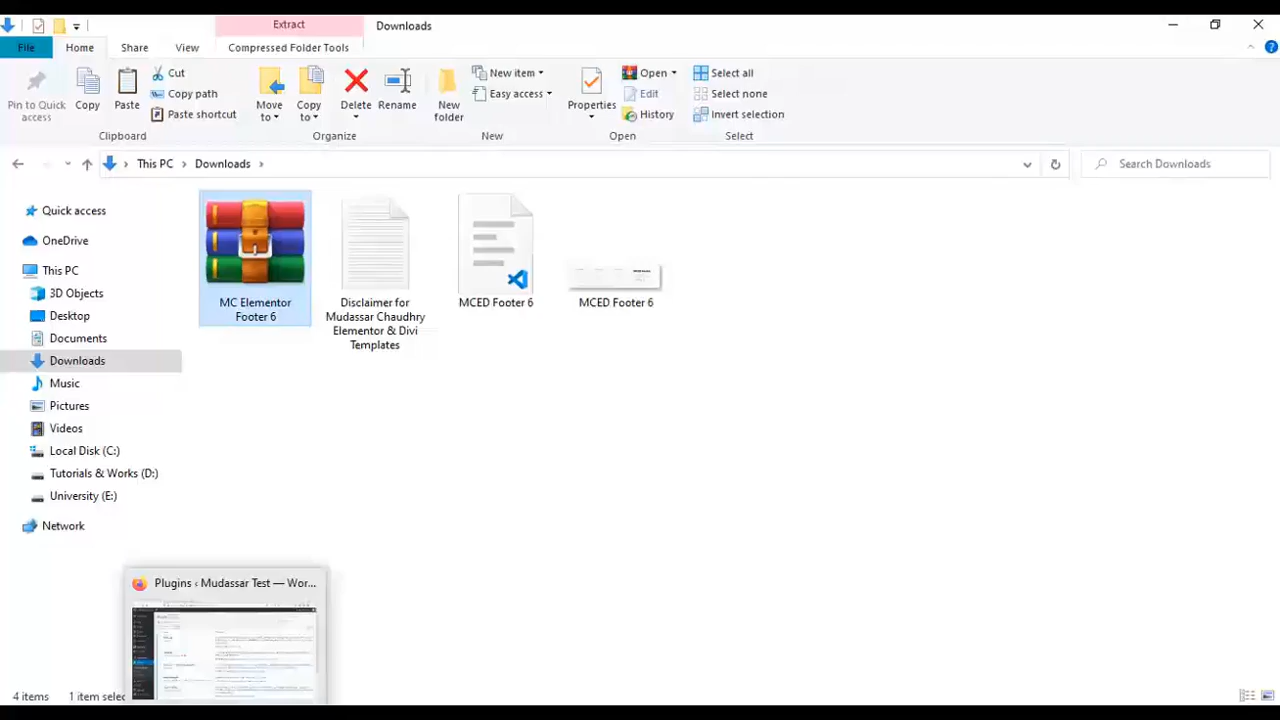 Extract
Downloads
File
Home
Share
View
Compressed Folder Tools
Pin to Quick
access
Copy
Paste
Cut
Copy path
Paste shortcut
Clipboard
Move
to
Copy
to
Delete
Rename
Organize
New
folder
New item
Easy access
New
Properties
Open
Edit
History
Open
Select all
Select none
Invert selection
Select
This PC
Downloads
Search Downloads
Quick access
OneDrive
This PC
3D Objects
Desktop
Documents
Downloads
Music
Pictures
Videos
Local Disk (C:)
Tutorials & Works (D:)
University (E:)
Network
MC Elementor
Footer 6
Disclaimer for
Mudassar Chaudhry
Elementor & Divi
Templates
MCED Footer 6
MCED Footer 6
Plugins ‹ Mudassar Test — Wor...
4 items
1 item selec